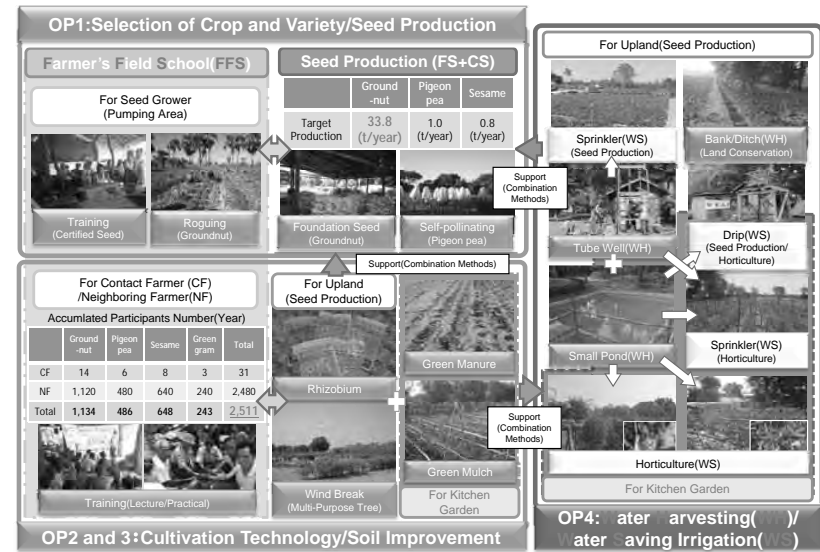 OP1:Selection of Crop and Variety/Seed Production
Farmer's Field School(FFS)
For Seed Grower
(Pumping Area)
Training
(Certified Seed)
Roguing
(Groundnut)
Seed Production (FS+CS)
Ground
-nut
Pigeon
pea
Sesame
Target
Production
33.8
(t/year)
1.0
(t/year)
0.8
(t/year)
Foundation Seed
(Groundnut)
Self-pollinating
(Pigeon pea)
Support(Combination Methods)
Support
(Combination
Methods)
For Contact Farmer (CF)
/Neighboring Farmer(NF)
Accumlated Participants Number(Year)
Ground
-nut
Pigeon
pea
Sesame
Green
gram
Total
CF 14 6 8 3 31
NF 1,120 480 640 240 2,480
Total 1,134 486 648 243 2,511
Training(Lecture/Practical)
For Upland
(Seed Production)
Rhizobium
Wind Break
(Multi-Purpose Tree)
Green Manure
Green Mulch
For Kitchen
Garden
Support
(Combination
Methods)
OP2 and 3:Cultivation Technology/Soil Improvement
For Upland(Seed Production)
Sprinkler(WS)
(Seed Production)
Bank/Ditch(WH)
(Land Conservation)
Tube Well(WH)
Drip(WS)
(Seed Production/
Horticulture)
Small Pond(WH)
Sprinkler(WS)
(Horticulture)
Horticulture(WS)
For Kitchen Garden
OP4: Water Harvesting(WH)/
Water Saving Irrigation(WS)